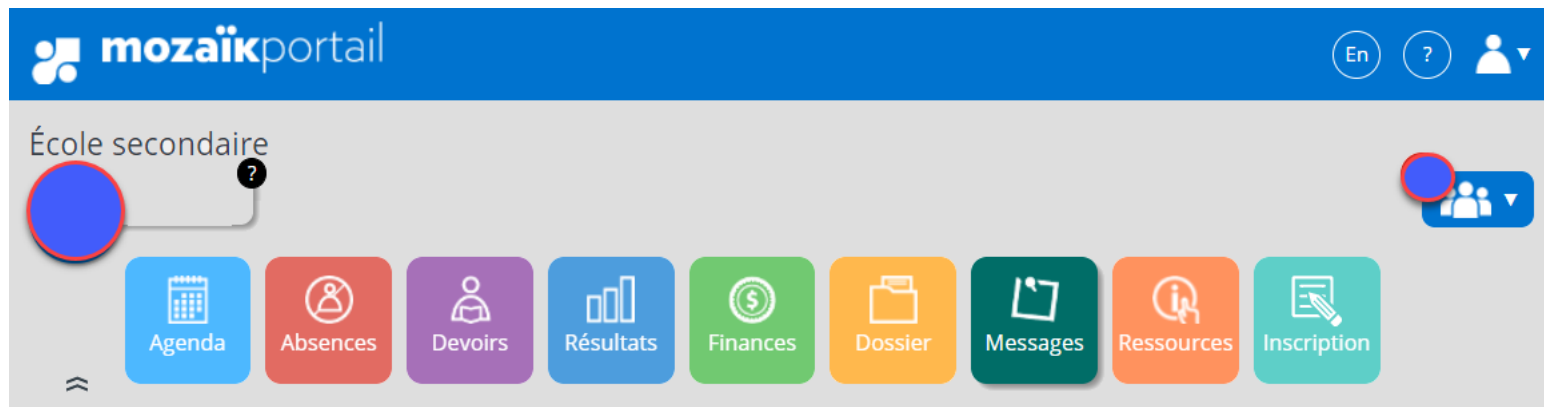 mozaïkportail
En ?
École secondaire
?
Agenda Absences Devoirs Résultats Finances Dossier Messages Ressources Inscription